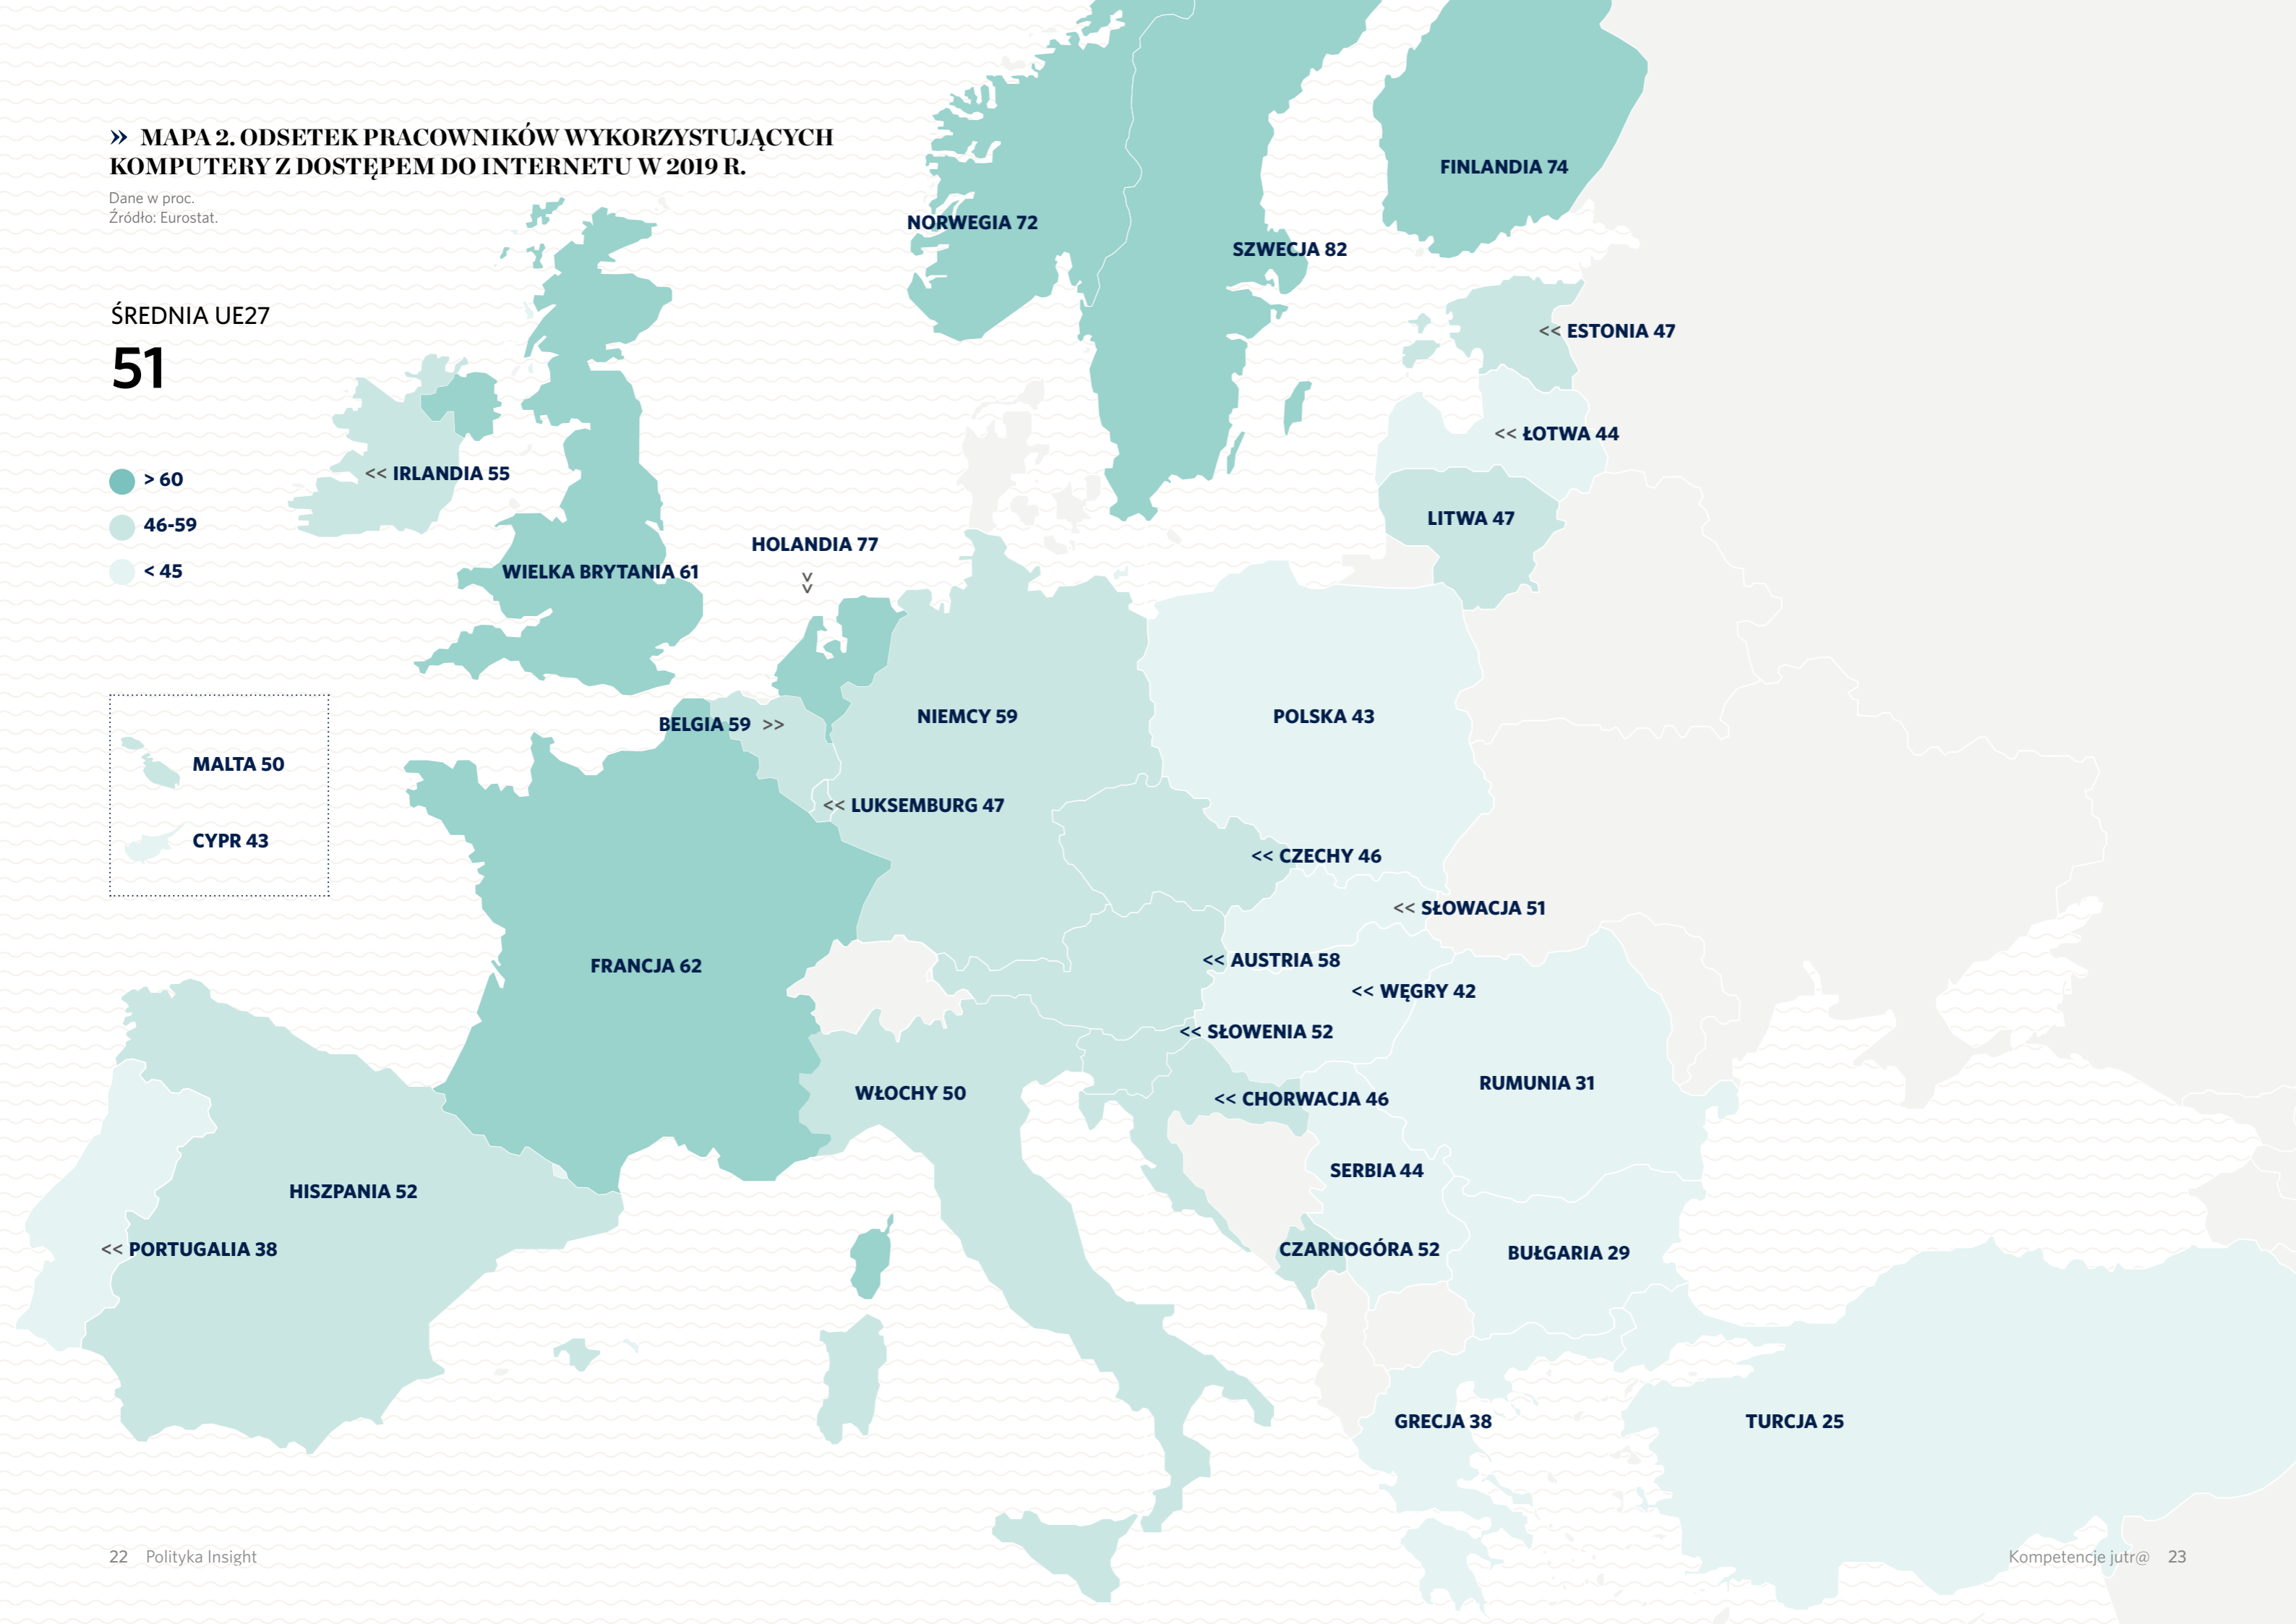 » MAPA 2. ODSETEK PRACOWNIKÓW WYKORZYSTUJĄCYCH
KOMPUTERY Z DOSTĘPEM DO INTERNETU W 2019 R.
Dane w proc.
Źródło: Eurostat.
ŚREDNIA UE27
51
> 60
46-59
< 45
MALTA 50
CYPR 43
FINLANDIA 74
NORWEGIA 72
SZWECJA 82
<< ESTONIA 47
<< ŁOTWA 44
<< IRLANDIA 55
LITWA 47
HOLANDIA 77
>>
WIELKA BRYTANIA 61
BELGIA 59 >>
NIEMCY 59
POLSKA 43
<< LUKSEMBURG 47
<< CZECHY 46
<< SŁOWACJA 51
FRANCJA 62
<< AUSTRIA 58
<< WĘGRY 42
<< SŁOWENIA 52
WŁOCHY 50
<< CHORWACJA 46
RUMUNIA 31
SERBIA 44
HISZPANIA 52
<< PORTUGALIA 38
CZARNOGÓRA 52
BUŁGARIA 29
GRECJA 38
TURCJA 25
22 Polityka Insight
Kompetencje jutr@ 23